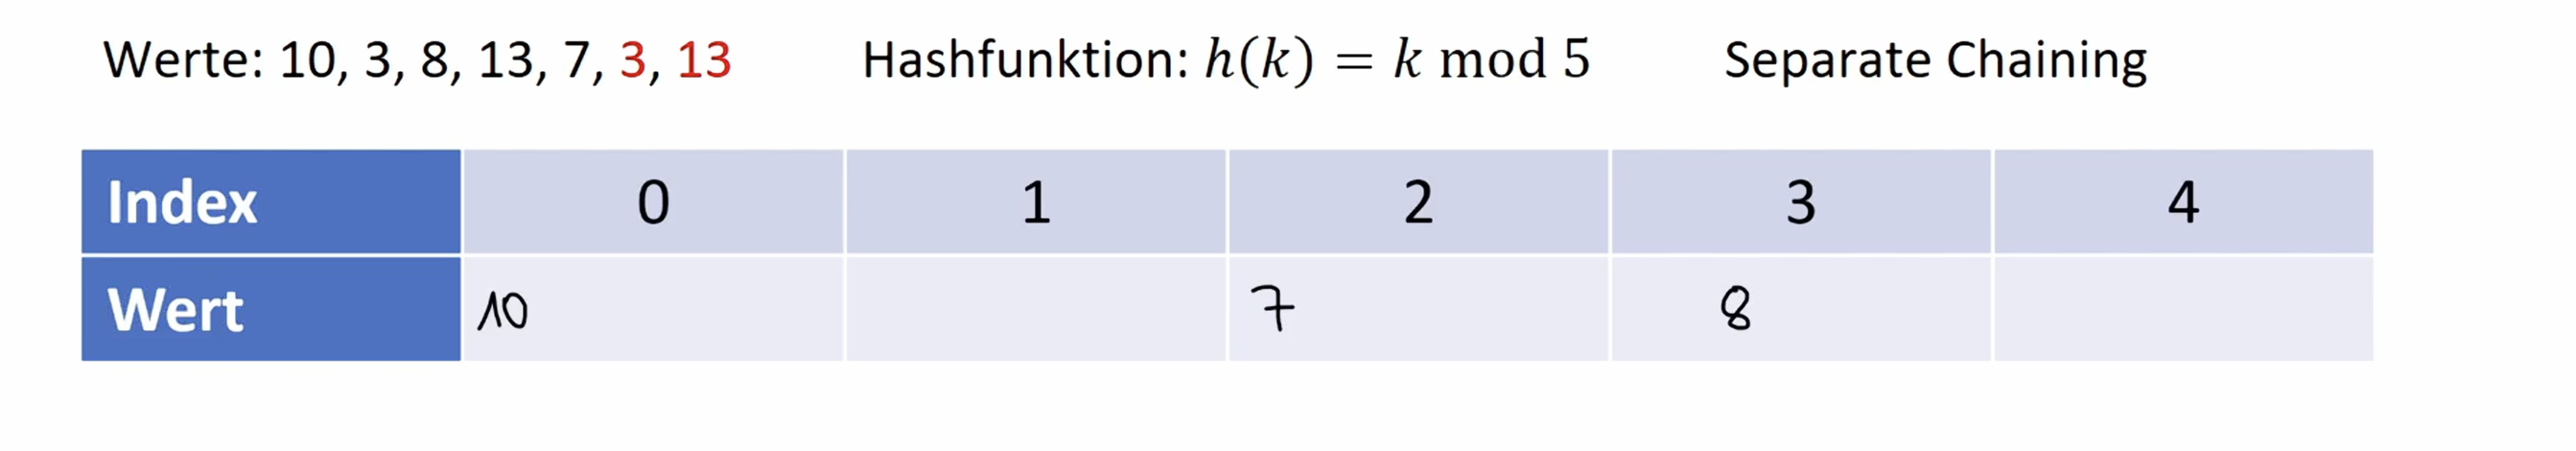 Werte: 10, 3, 8, 13, 7, 3, 13 Hashfunktion: h(k) = k mod 5 Separate Chaining
Index 0 1 2 3 4
Wert 10 7 8